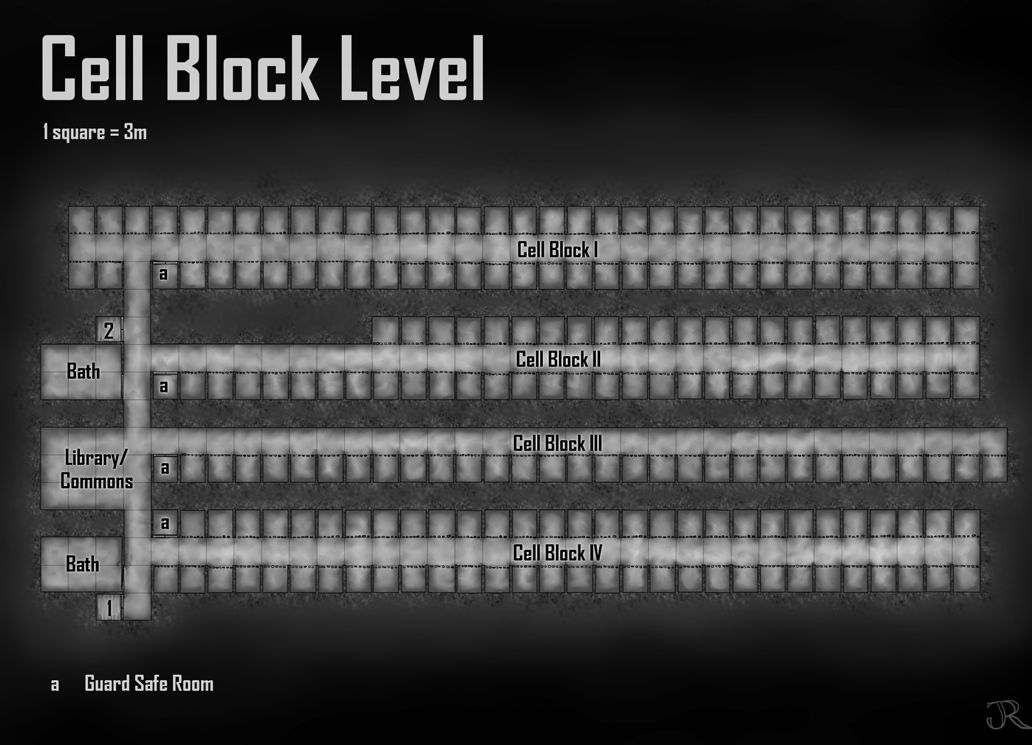 Cell Block Level
1 square = 3m
Cell Block I
a
2
Cell Block II
Bath
a
Cell Block III
Library/
Commons
a
a
Cell Block IV
Bath
1
a Guard Safe Room
JR